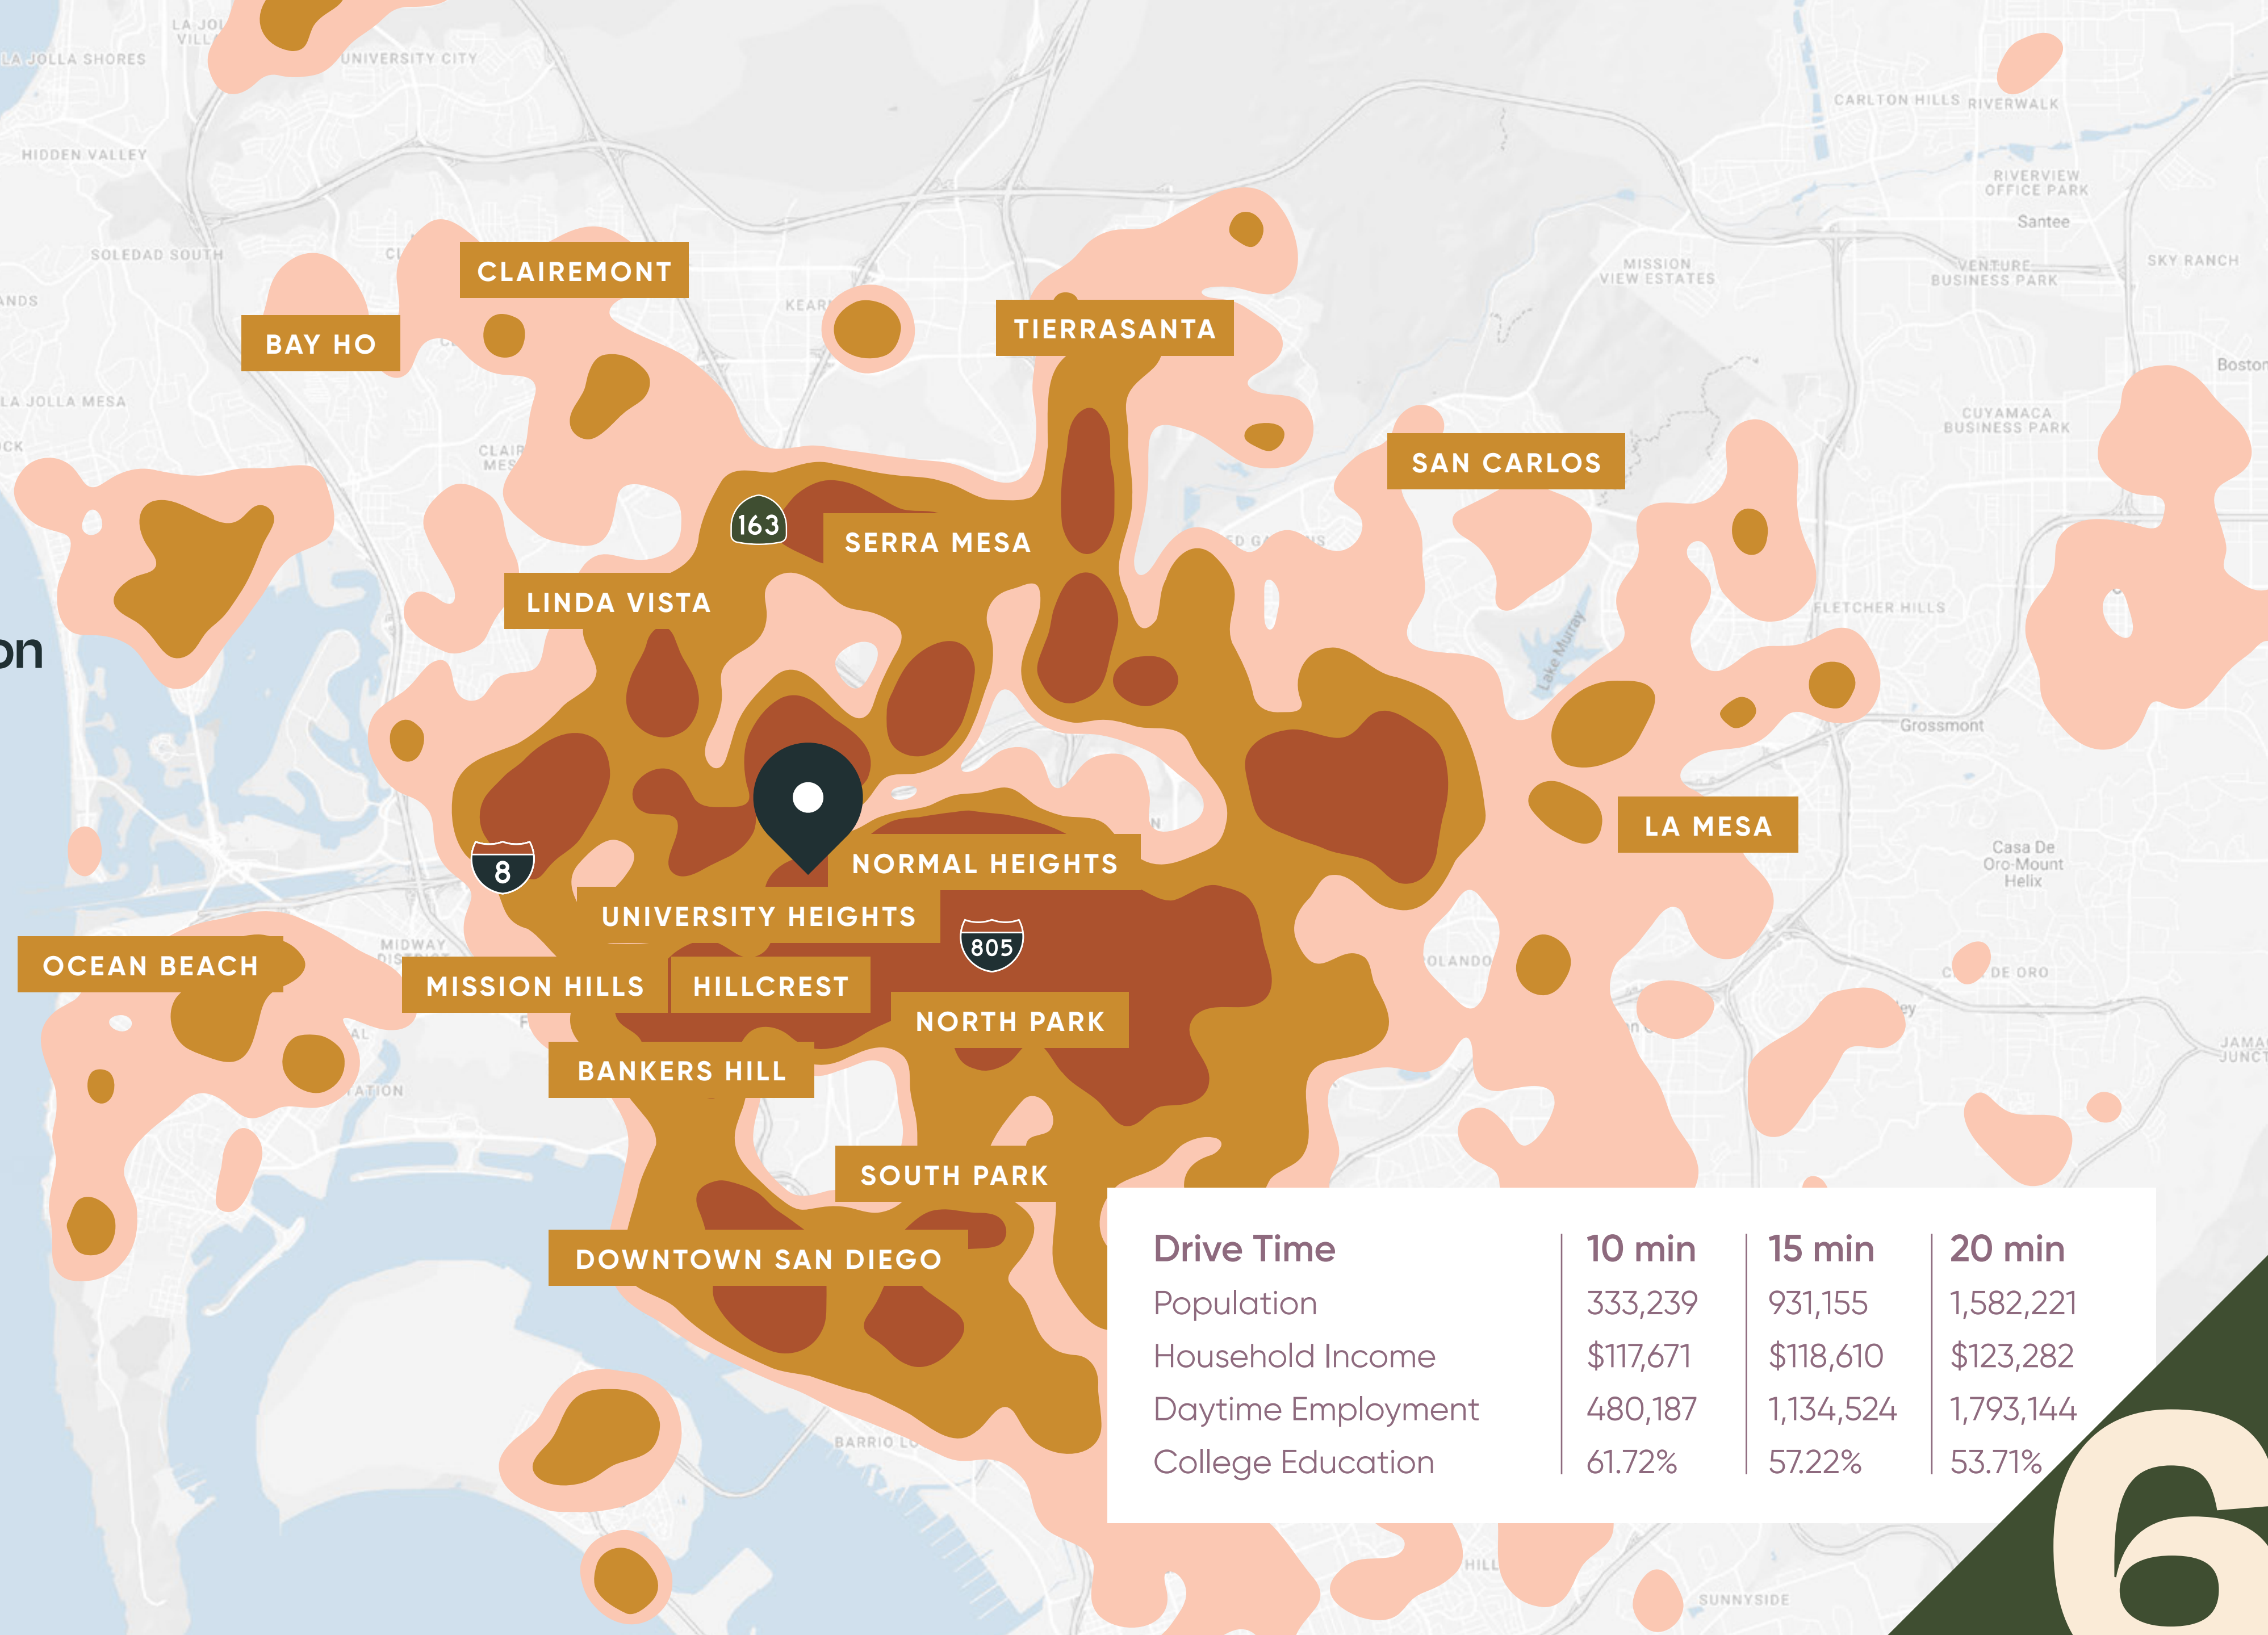 LA JOLLA SHORES
UNIVERSITY CITY
CARLTON HILLS
RIVERWALK
HIDDEN VALLEY
RIVERVIEW
OFFICE PARK
Santee
SOLEDAD SOUTH
CLAIREMONT
MISSION
VIEW ESTATES
VENTURE
BUSINESS PARK
SKY RANCH
BAY HO
TIERRASANTA
LA JOLLA MESA
CUYAMACA
BUSINESS PARK
SAN CARLOS
163
SERRA MESA
LINDA VISTA
FLETCHER HILLS
on
Lake Murray
Grossmont
LA MESA
8
NORMAL HEIGHTS
Casa De
Oro-Mount
Helix
UNIVERSITY HEIGHTS
805
OCEAN BEACH
MIDWAY
MISSION HILLS
HILLCREST
DE ORO
NORTH PARK
BANKERS HILL
SOUTH PARK
DOWNTOWN SAN DIEGO
Drive Time 10 min 15 min 20 min
Population 333,239 931,155 1,582,221
Household Income $117,671 $118,610 $123,282
Daytime Employment 480,187 1,134,524 1,793,144
College Education 61.72% 57.22% 53.71%
BARRIO
HILL
SUNNYSIDE
6